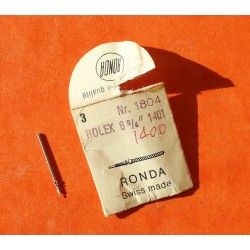 RONDA
3
Nr. 1804
ROLEX 6 3/4''' 1401
1400
RONDA
Swiss made